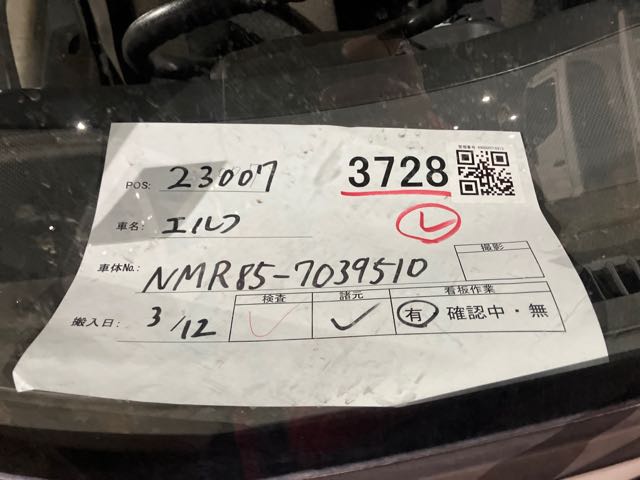 POS: 23007
3728
車名: エルフ
車体No.: NMR85-7039510
撮影
搬入日: 3/12
検査 諸元 看板作業
有 確認中・無